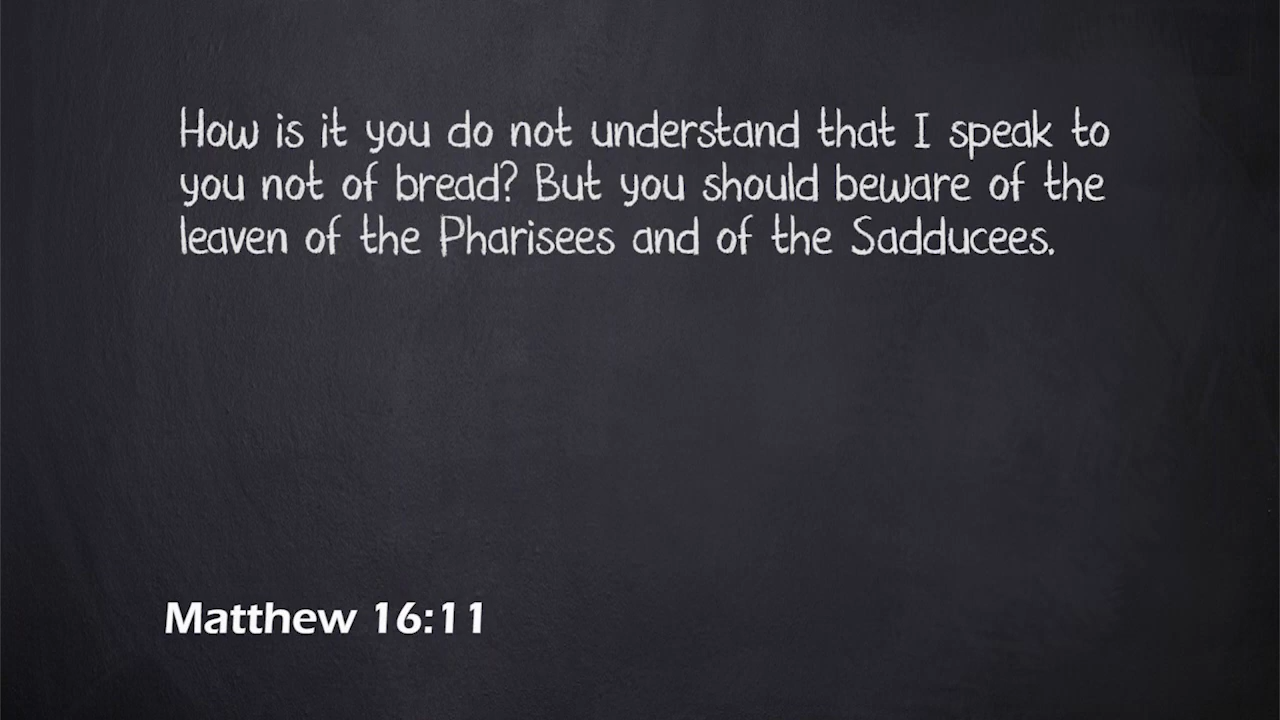 How is it you do not understand that I speak to
you not of bread? But you should beware of the
leaven of the Pharisees and of the Sadducees.
Matthew 16:11